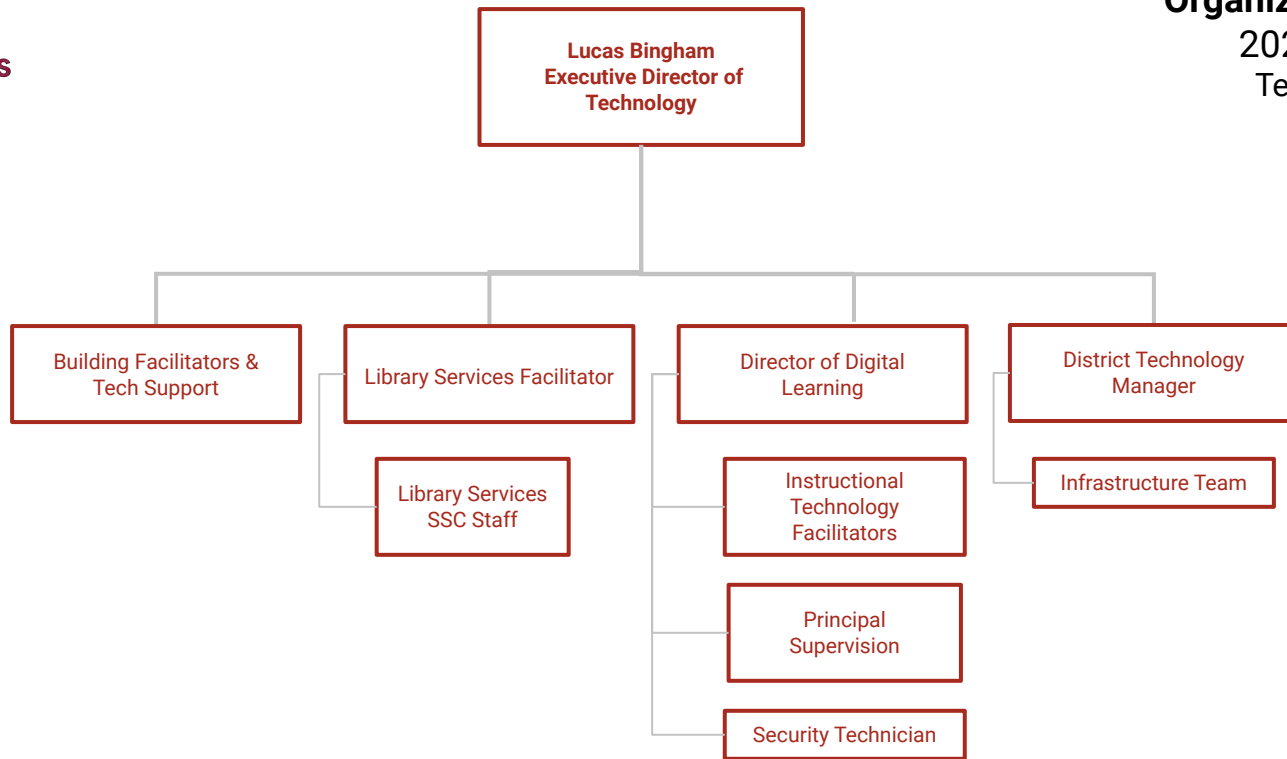 Lucas Bingham
Executive Director of
Technology
s
Building Facilitators &
Tech Support
Library Services Facilitator
Director of Digital
Learning
District Technology
Manager
Library Services
SSC Staff
Instructional
Technology
Facilitators
Infrastructure Team
Principal
Supervision
Security Technician